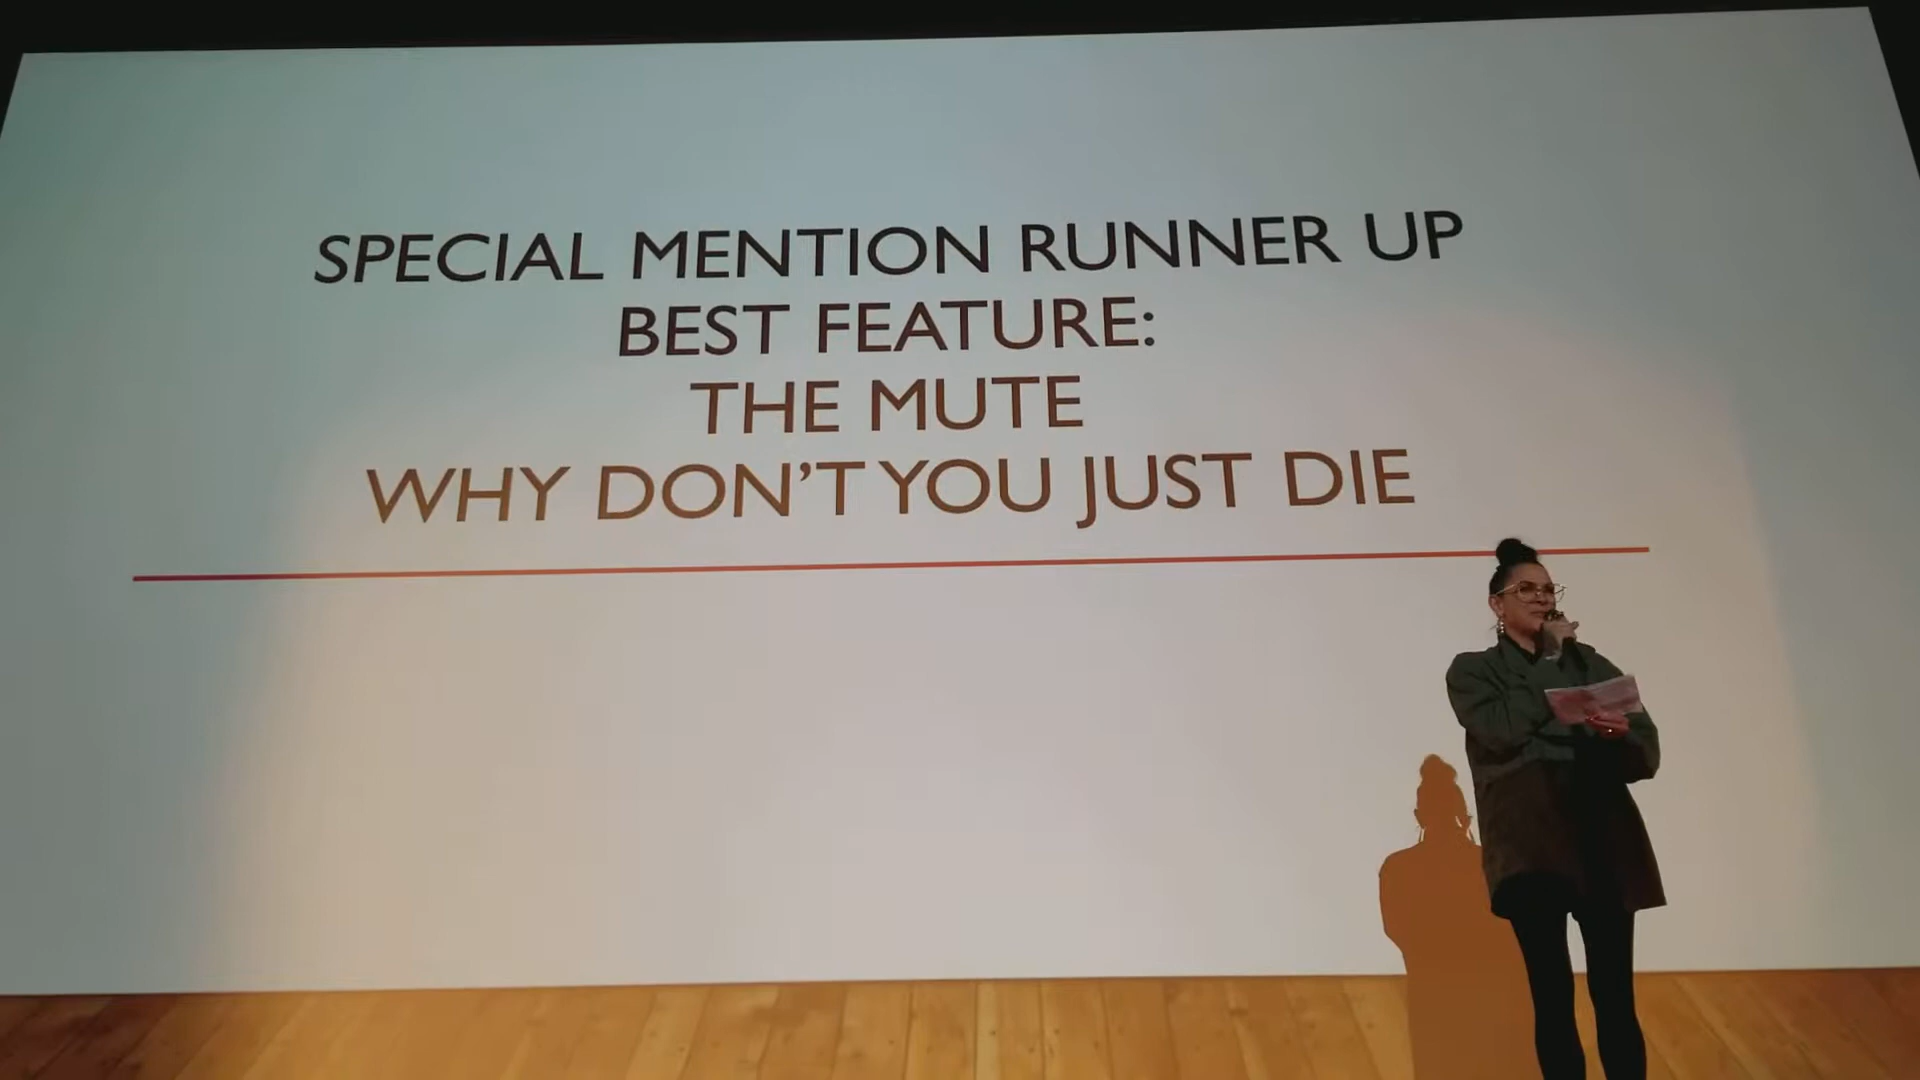 SPECIAL MENTION RUNNER UP
BEST FEATURE:
THE MUTE
WHY DON'T YOU JUST DIE